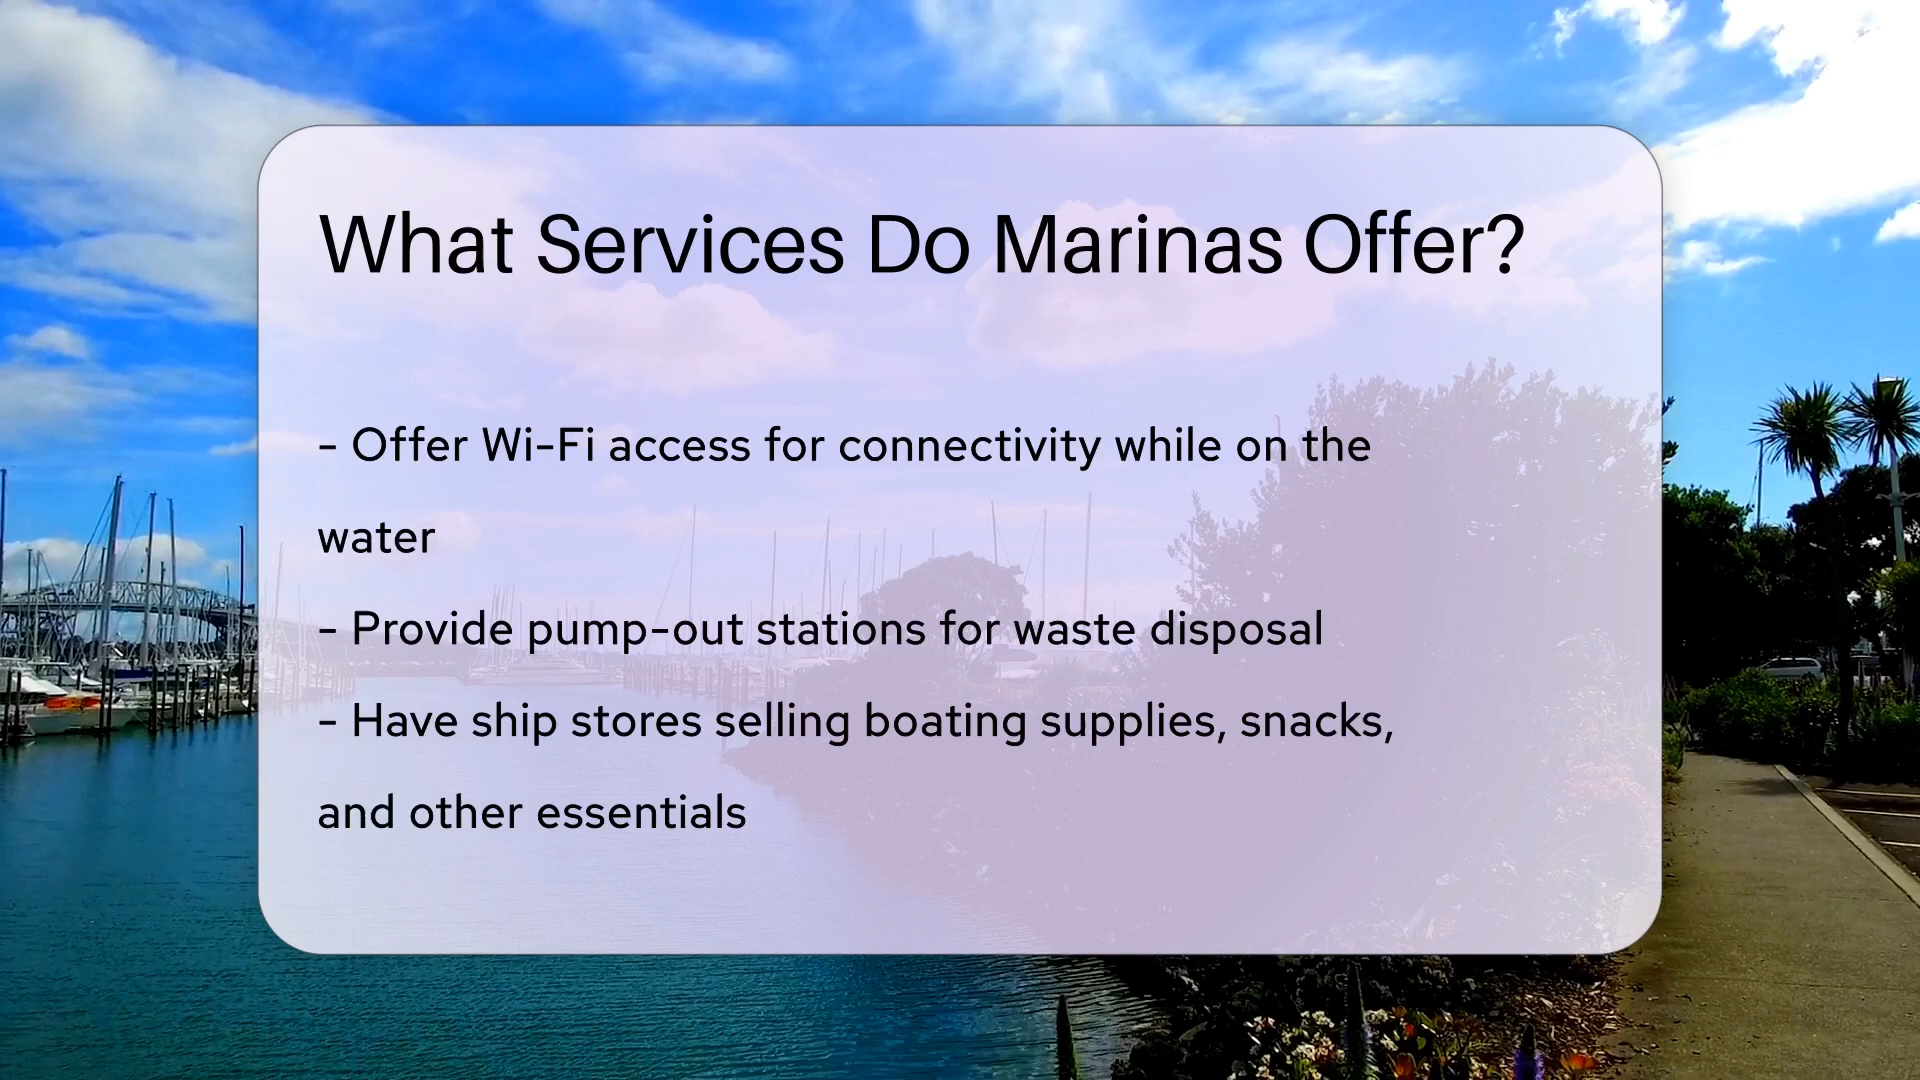 What Services Do Marinas Offer?
- Offer Wi-Fi access for connectivity while on the
water
- Provide pump-out stations for waste disposal
- Have ship stores selling boating supplies, snacks,
and other essentials